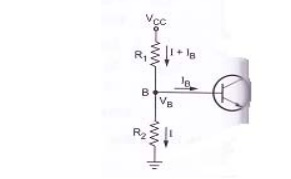 VCC
R1 I + IB
IB
B VB
R2 I